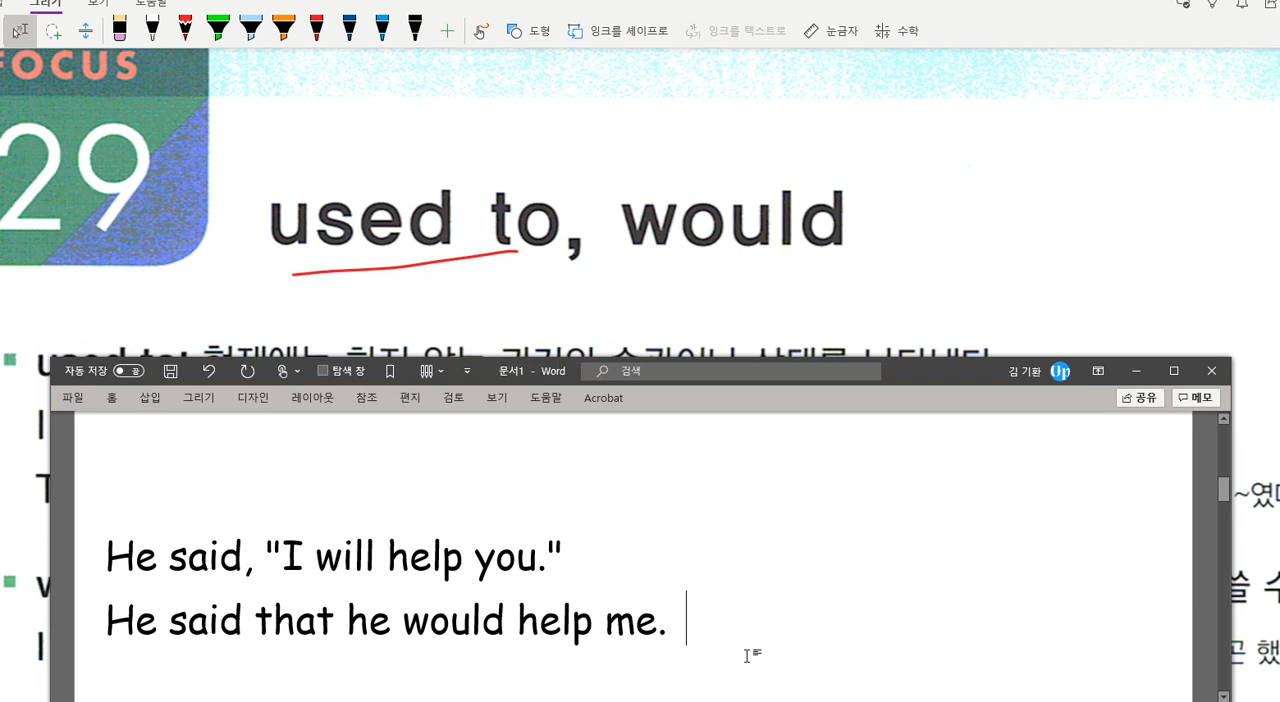 그리기 보기 도움말
도형 잉크를 셰이프로 잉크를 텍스트로 눈금자 수학
FOCUS
29
used to, would
자동 저장 끔 탐색 창 문서1 - Word 검색 김 기환
파일 홈 삽입 그리기 디자인 레이아웃 참조 편지 검토 보기 도움말 Acrobat 공유 메모
He said, "I will help you."
He said that he would help me.